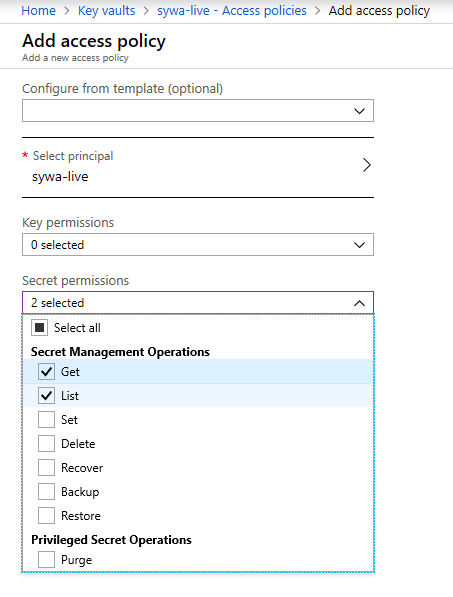 Home > Key vaults > sywa-live - Access policies > Add access policy
Add access policy
Add a new access policy
Configure from template (optional)
* Select principal
sywa-live
Key permissions
0 selected
Secret permissions
2 selected
Select all
Secret Management Operations
Get
List
Set
Delete
Recover
Backup
Restore
Privileged Secret Operations
Purge